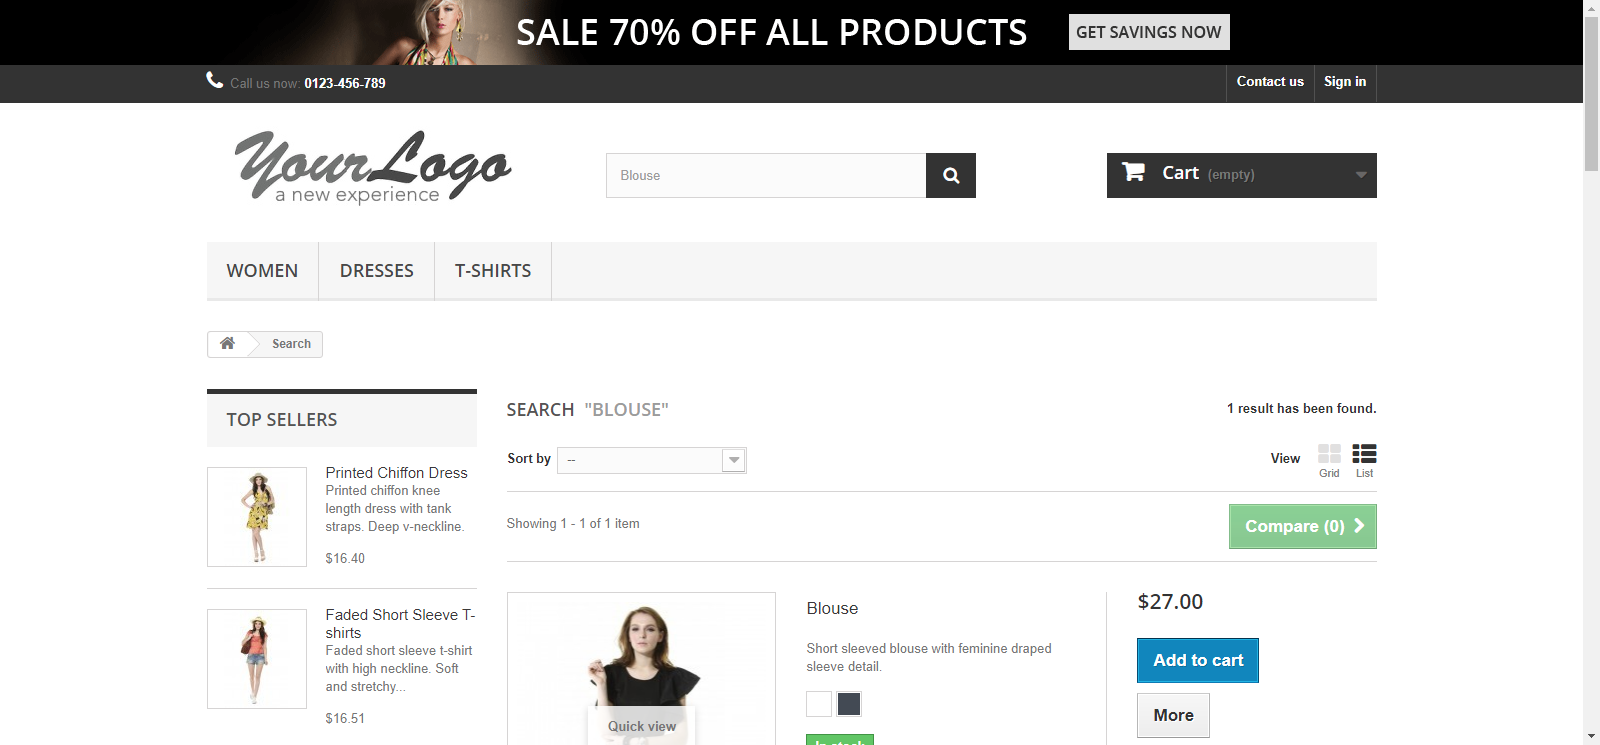 SALE 70% OFF ALL PRODUCTS
GET SAVINGS NOW
Call us now: 0123-456-789
Contact us
Sign in
YourLogo
a new experience
Blouse
Cart (empty)
WOMEN
DRESSES
T-SHIRTS
Search
TOP SELLERS
Printed Chiffon Dress
Printed chiffon knee
length dress with tank
straps. Deep v-neckline.
$16.40
Faded Short Sleeve T-
shirts
Faded short sleeve t-shirt
with high neckline. Soft
and stretchy...
$16.51
SEARCH "BLOUSE"
1 result has been found.
Sort by --
View
Grid
List
Showing 1 - 1 of 1 item
Compare (0)
Quick view
Blouse
Short sleeved blouse with feminine draped
sleeve detail.
In stock
$27.00
Add to cart
More